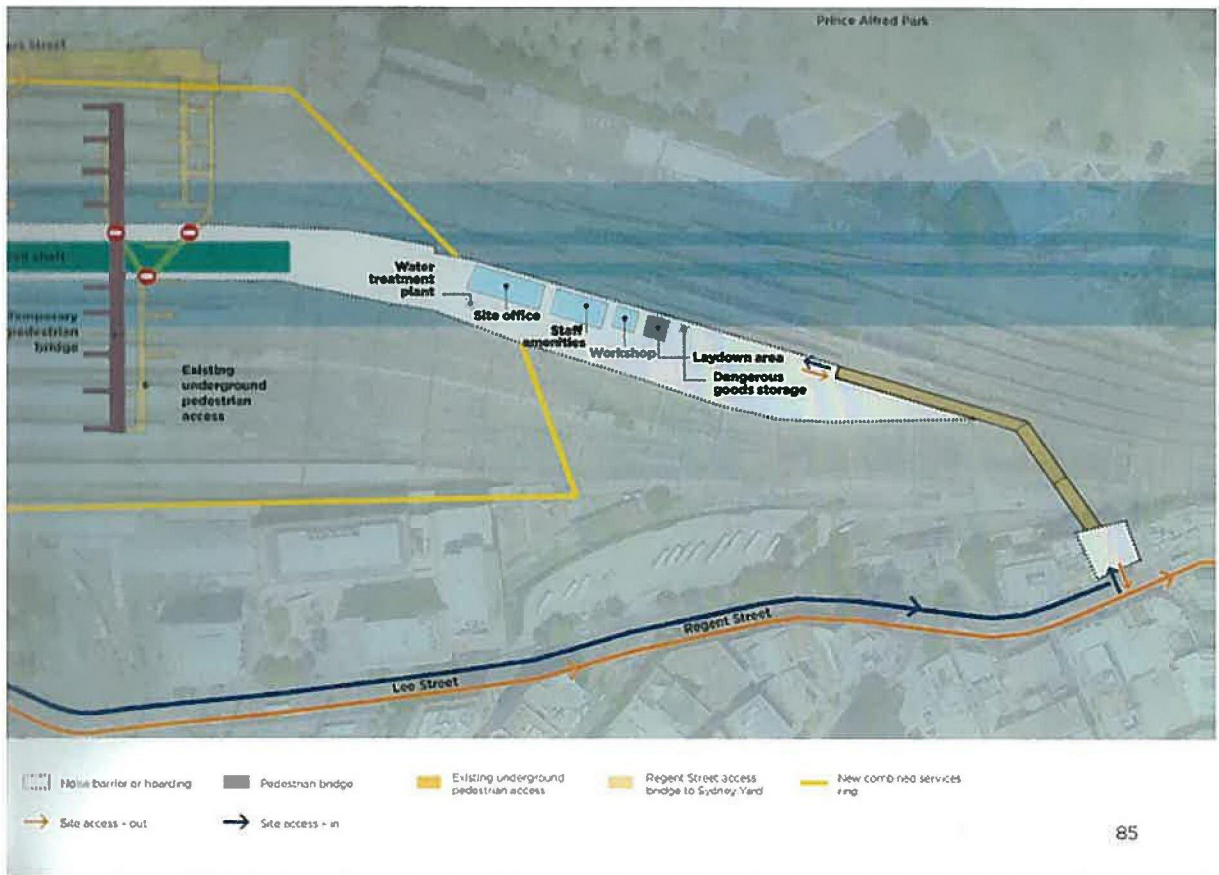 Prince Alfred Park
Street
shaft
Water
treatment
plant
Site office
Staff
amenities
Workshop
Laydown area
Dangerous
goods storage
Temporary
pedestrian
bridge
Existing
underground
pedestrian
access
Regent Street
Lee Street
Noise barrier or hoarding
Pedestrian bridge
Existing underground
pedestrian access
Regent Street access
bridge to Sydney Yard
New combined services
ring
Site access - out
Site access - in
85